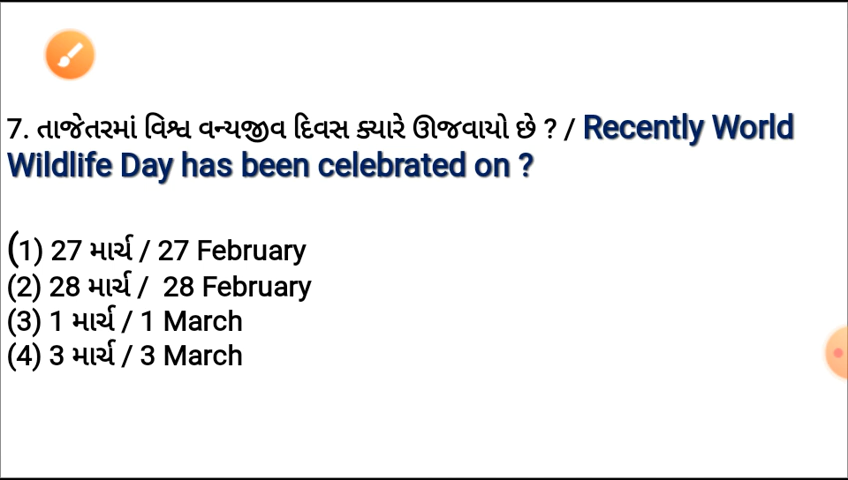 7. તાજેતરમાં વિશ્વ વન્યજીવ દિવસ ક્યારે ઊજવાયો છે ? / Recently World
Wildlife Day has been celebrated on ?
(1) 27 માર્ચ / 27 February
(2) 28 માર્ચ / 28 February
(3) 1 માર્ચ / 1 March
(4) 3 માર્ચ / 3 March